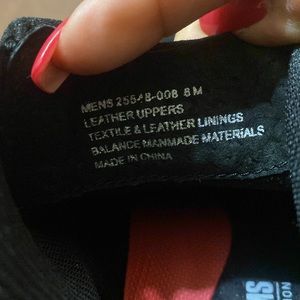 MENS 25548-008 8 M
LEATHER UPPERS
TEXTILE & LEATHER LININGS
BALANCE MANMADE MATERIALS
MADE IN CHINA